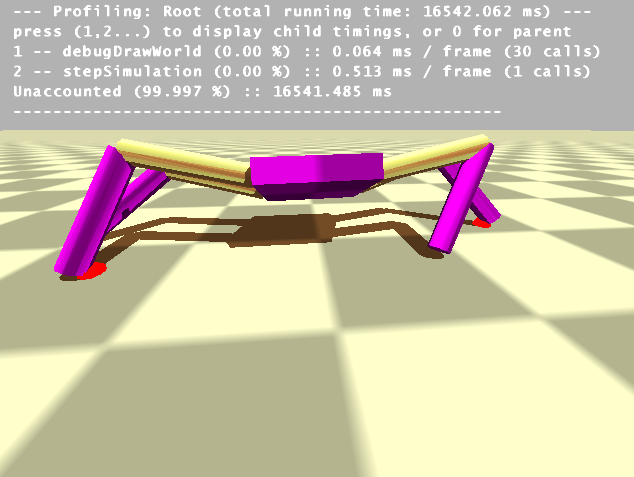 --- Profiling: Root (total running time: 16542.062 ms) ---
press (1,2...) to display child timings, or 0 for parent
1 -- debugDrawWorld (0.00 %) :: 0.064 ms / frame (30 calls)
2 -- stepSimulation (0.00 %) :: 0.513 ms / frame (1 calls)
Unaccounted (99.997 %) :: 16541.485 ms
-------------------------------------------------